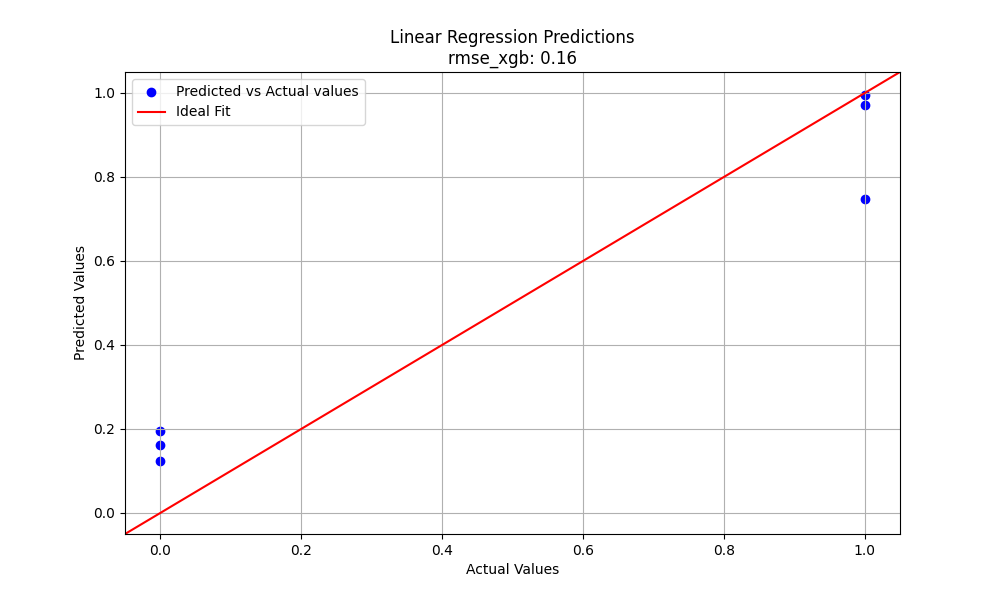 Linear Regression Predictions
rmse_xgb: 0.16
Predicted vs Actual values
Ideal Fit
1.0
0.8
0.6
0.4
0.2
0.0
Predicted Values
0.0 0.2 0.4 0.6 0.8 1.0
Actual Values